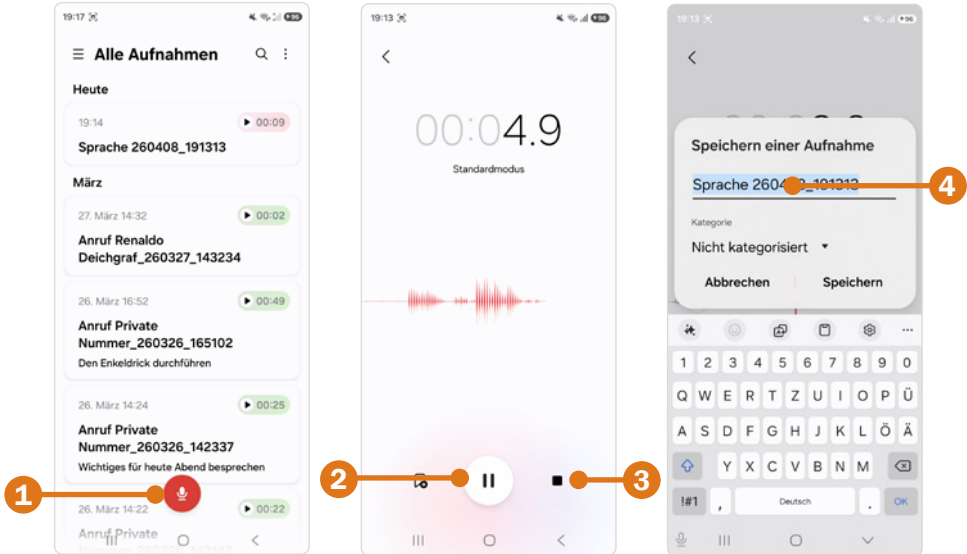 19:17
96
Alle Aufnahmen
Heute
19:14
00:09
Sprache 260408_191313
März
27. März 14:32
00:02
Anruf Renaldo
Deichgraf_260327_143234
26. März 16:52
00:49
Anruf Private
Nummer_260326_165102
Den Enkeldrick durchführen
26. März 14:24
00:25
Anruf Private
Nummer_260326_142337
Wichtiges für heute Abend besprechen
26. März 14:22
00:22
Anruf Private
1
19:13
96
00:04.9
Standardmodus
2
3
19:13
96
Speichern einer Aufnahme
Sprache 260408_191313
4
Kategorie
Nicht kategorisiert
Abbrechen
Speichern
1 2 3 4 5 6 7 8 9 0
Q W E R T Z U I O P Ü
A S D F G H J K L Ö Ä
Y X C V B N M
!#1 , Deutsch . OK